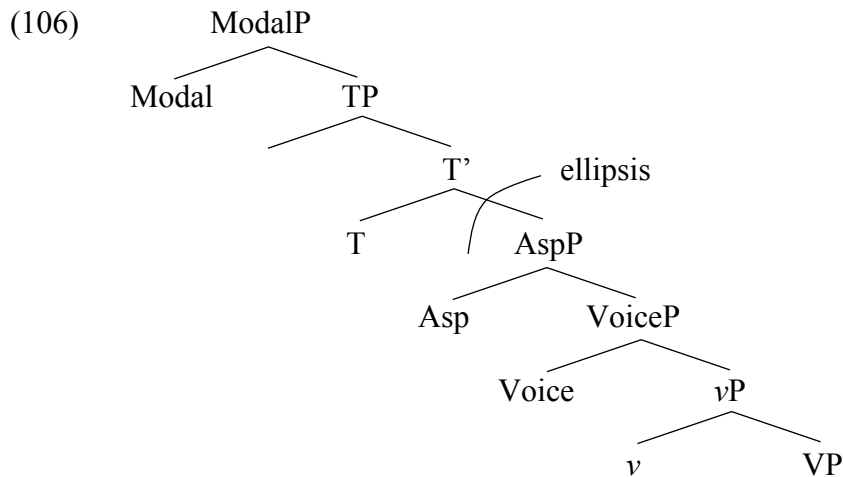 (106) ModalP
Modal TP
T’ ellipsis
T AspP
Asp VoiceP
Voice vP
v VP